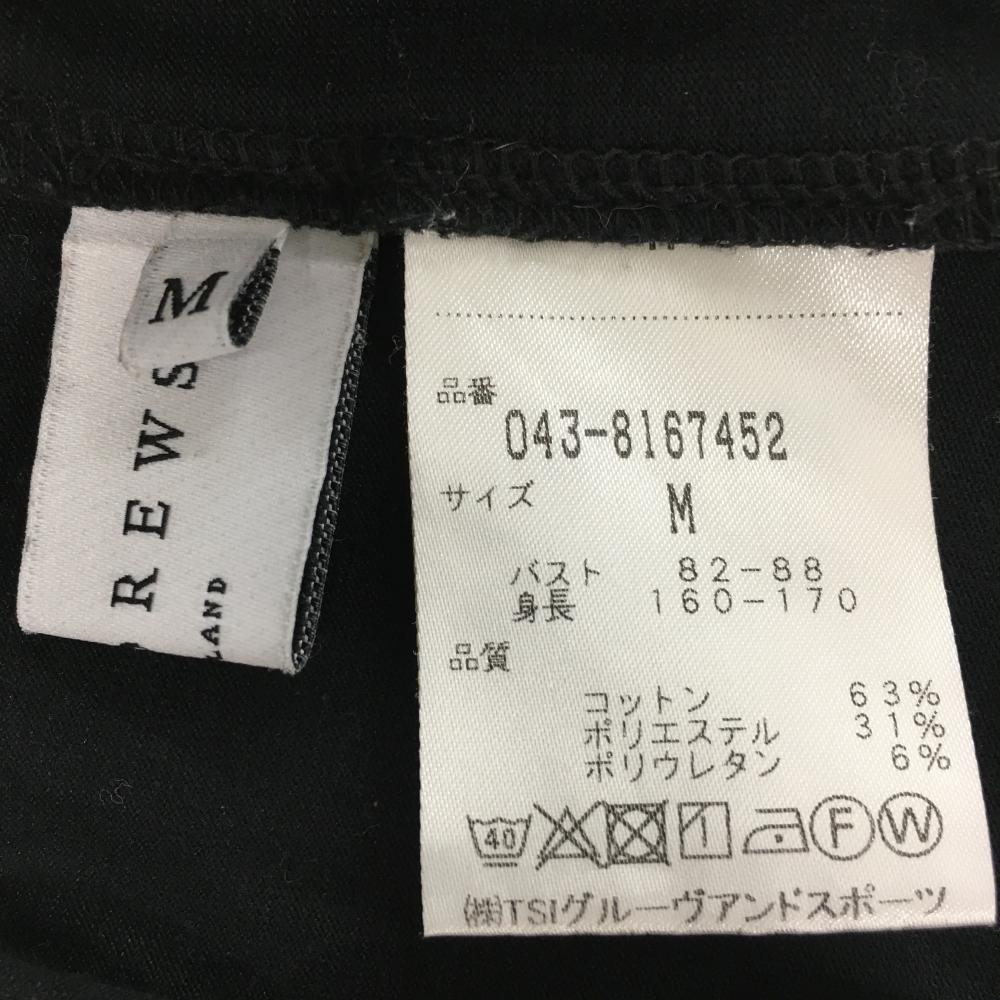 M
REWS
LAND
品番
043-8167452
サイズ M
バスト 82-88
身長 160-170
品質
コットン 63%
ポリエステル 31%
ポリウレタン 6%
40 1 F W
㈱TSIグルーヴアンドスポーツ